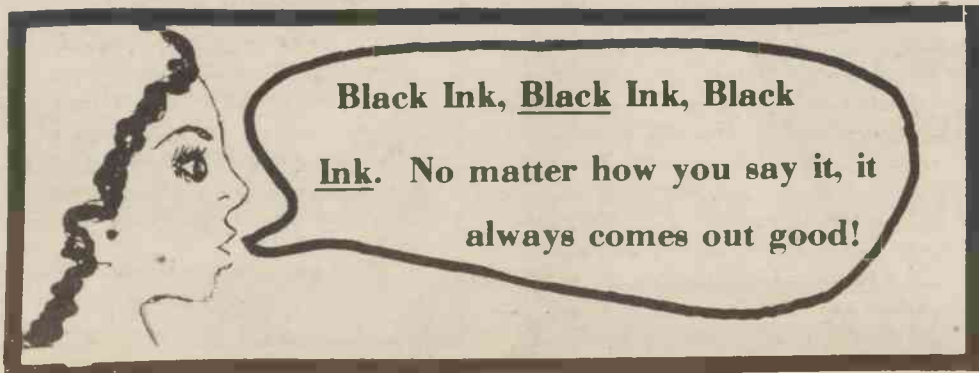 Black Ink, Black Ink, Black
Ink. No matter how you say it, it
always comes out good!